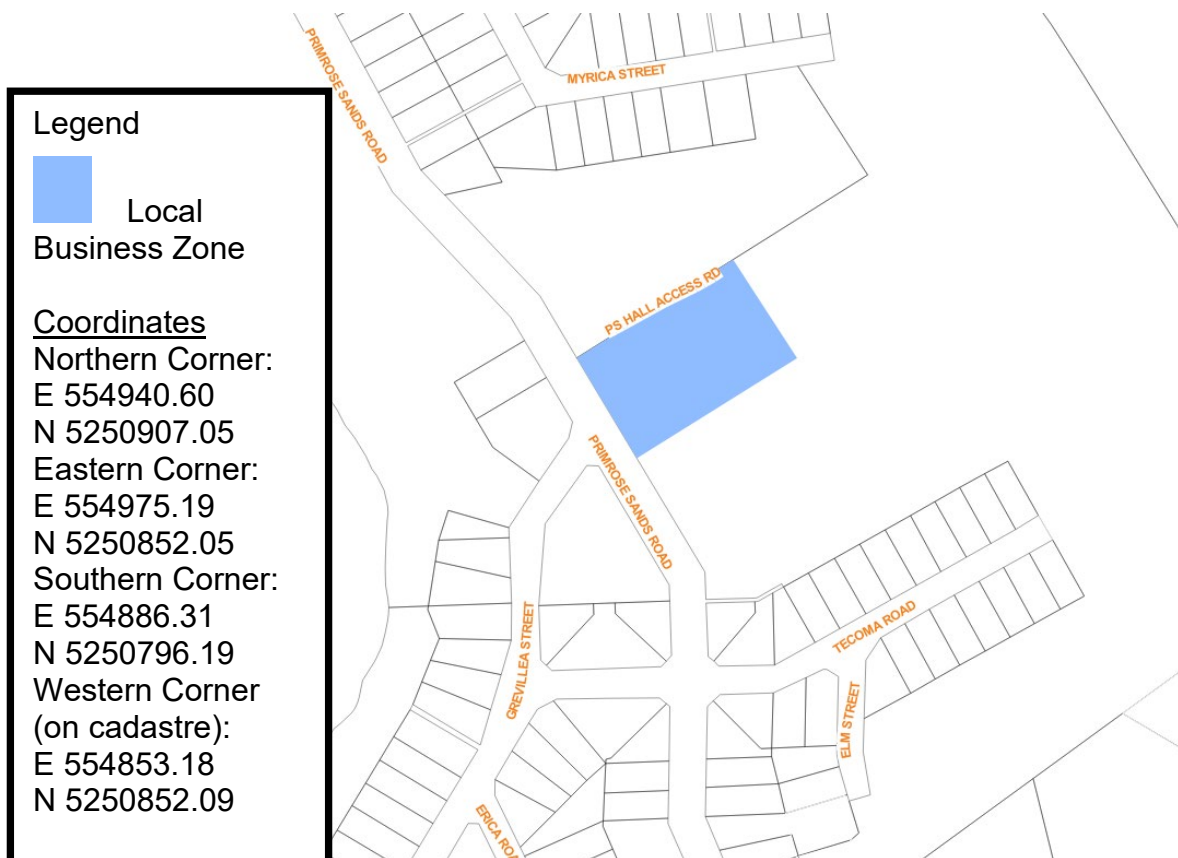 Legend
Local
Business Zone
Coordinates
Northern Corner:
E 554940.60
N 5250907.05
Eastern Corner:
E 554975.19
N 5250852.05
Southern Corner:
E 554886.31
N 5250796.19
Western Corner
(on cadastre):
E 554853.18
N 5250852.09
PRIMROSE SANDS ROAD
MYRICA STREET
PS HALL ACCESS RD
PRIMROSE SANDS ROAD
GREVILLEA STREET
TECOMA ROAD
ELM STREET
ERICA ROA